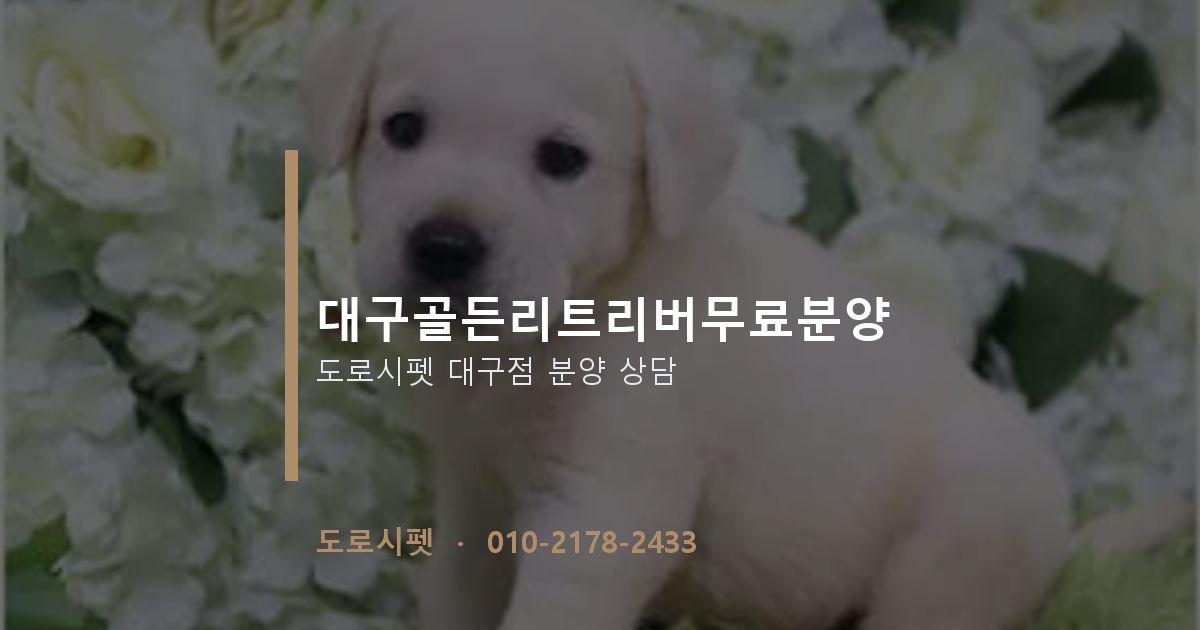 대구골든리트리버무료분양
도로시펫 대구점 분양 상담
도로시펫 · 010-2178-2433